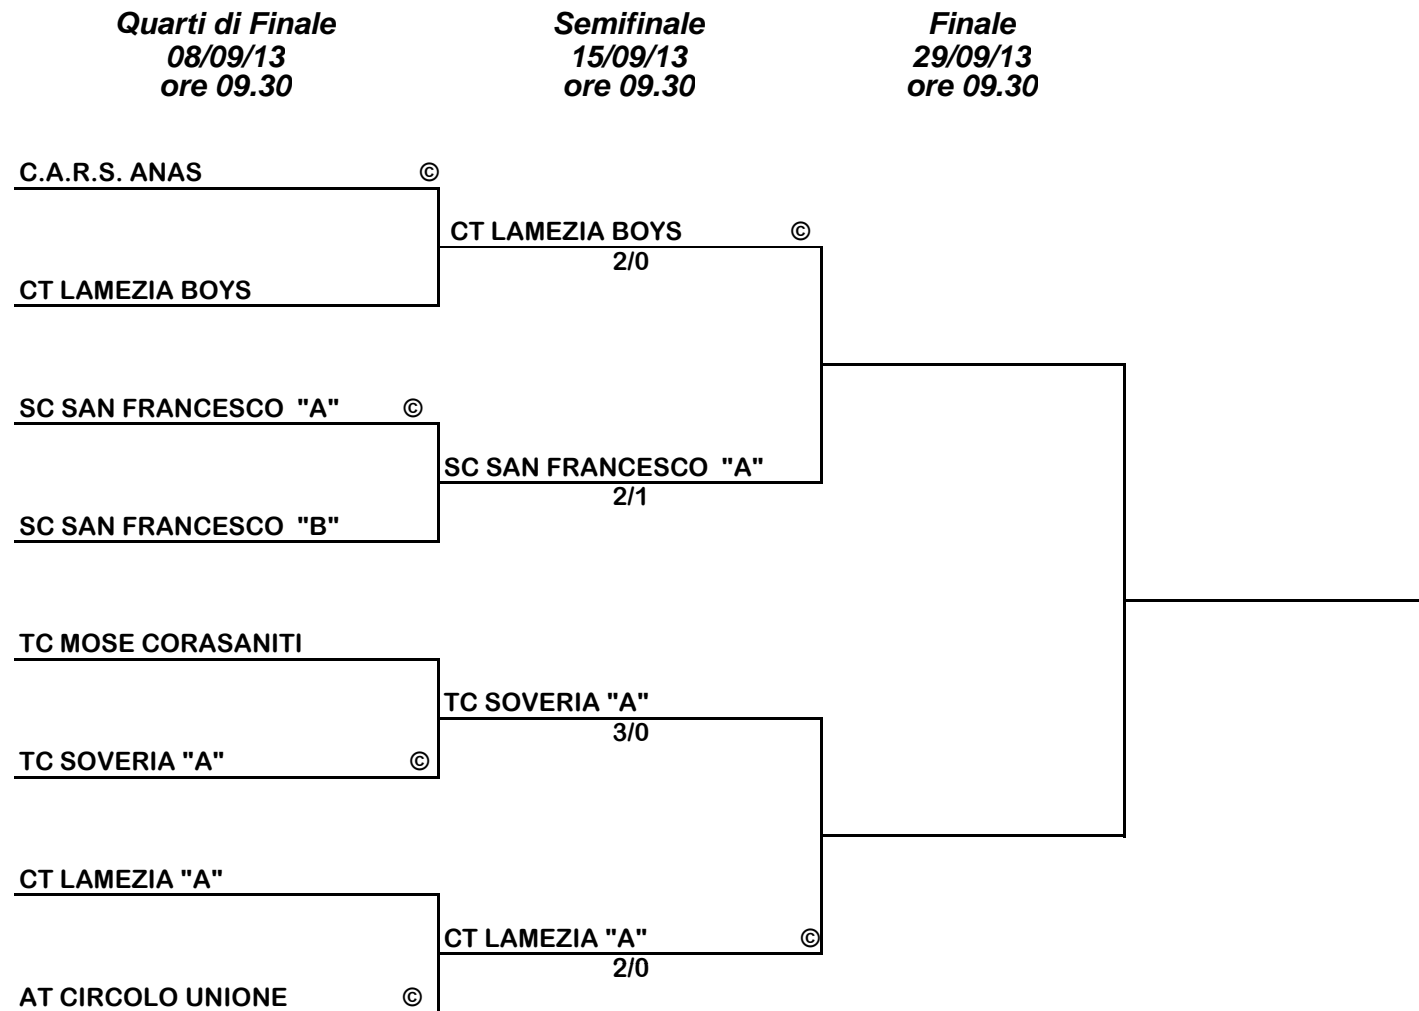 Quarti di Finale
08/09/13
ore 09.30
Semifinale
15/09/13
ore 09.30
Finale
29/09/13
ore 09.30
C.A.R.S. ANAS ©
CT LAMEZIA BOYS ©
2/0
CT LAMEZIA BOYS
SC SAN FRANCESCO "A" ©
SC SAN FRANCESCO "A"
2/1
SC SAN FRANCESCO "B"
TC MOSE CORASANITI
TC SOVERIA "A"
3/0
TC SOVERIA "A" ©
CT LAMEZIA "A"
CT LAMEZIA "A" ©
2/0
AT CIRCOLO UNIONE ©